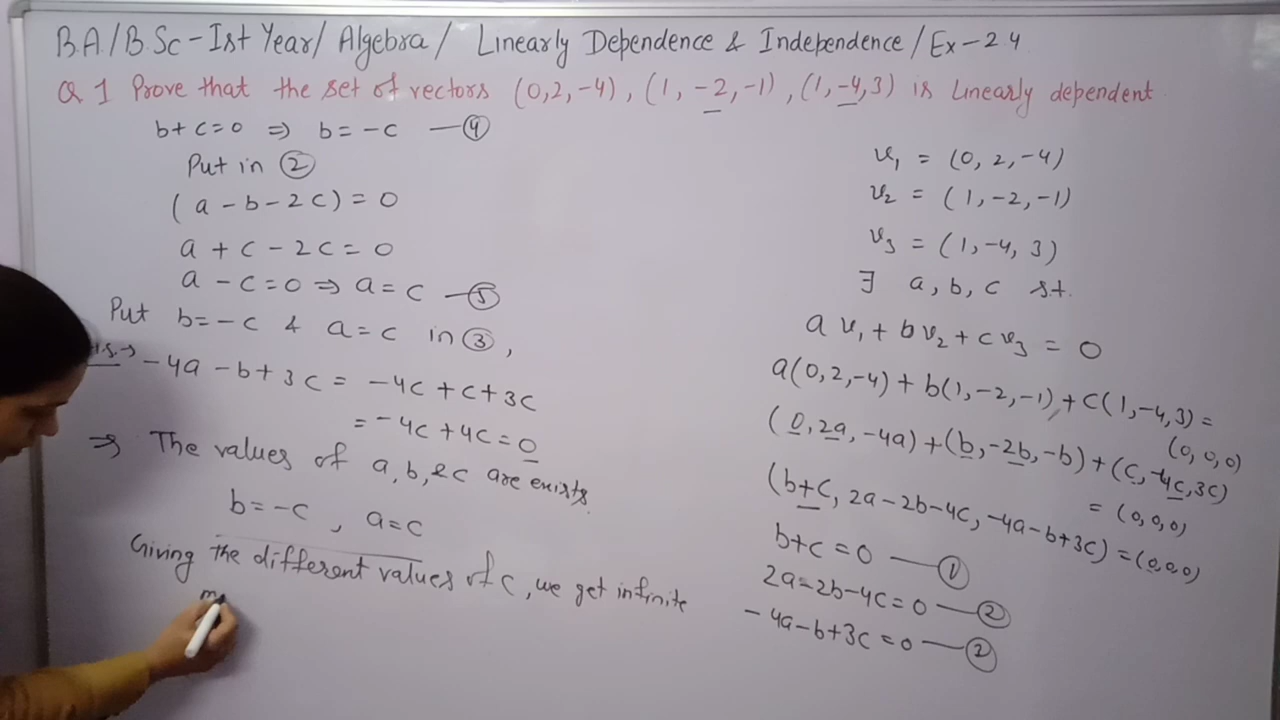 B.A./B.Sc-Ist Year/ Algebra/ Linearly Dependence & Independence/Ex-2.4
Q 1 Prove that the set of vectors (0,2,-4), (1,-2,-1), (1,-4,3) is Linearly dependent
b+c=0 ⇒ b=-c —④
Put in ②
(a-b-2c)=0
a+c-2c=0
a-c=0 ⇒ a=c —⑤
Put b=-c & a=c in ③,
-4a-b+3c = -4c+c+3c
= -4c+4c=0
⇒ The values of a, b, & c are exists.
b=-c, a=c
Giving the different values of c, we get infinite
v₁ = (0, 2, -4)
v₂ = (1, -2, -1)
v₃ = (1, -4, 3)
∃ a, b, c s.t.
a v₁ + b v₂ + c v₃ = 0
a(0,2,-4) + b(1,-2,-1) + c(1,-4,3) =
(0,0,0)
(0,2a,-4a)+(b,-2b,-b)+(c,-4c,3c)
= (0,0,0)
(b+c, 2a-2b-4c, -4a-b+3c)=(0,0,0)
b+c=0 —①
2a-2b-4c=0 —②
-4a-b+3c=0 —②